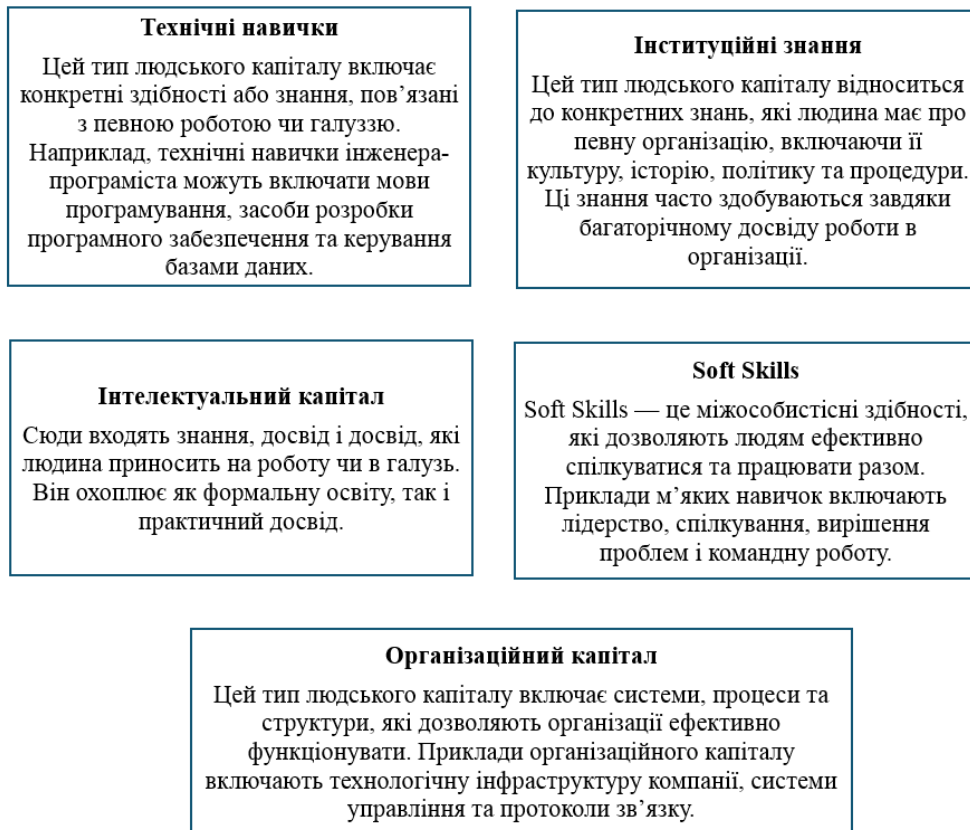 Технічні навички
Цей тип людського капіталу включає
конкретні здібності або знання, пов’язані
з певною роботою чи галуззю.
Наприклад, технічні навички інженера-
програміста можуть включати мови
програмування, засоби розробки
програмного забезпечення та керування
базами даних.
Інституційні знання
Цей тип людського капіталу відноситься
до конкретних знань, які людина має про
певну організацію, включаючи її
культуру, історію, політику та процедури.
Ці знання часто здобуваються завдяки
багаторічному досвіду роботи в
організації.
Інтелектуальний капітал
Сюди входять знання, досвід і досвід, які
людина приносить на роботу чи в галузь.
Він охоплює як формальну освіту, так і
практичний досвід.
Soft Skills
Soft Skills — це міжособистісні здібності,
які дозволяють людям ефективно
спілкуватися та працювати разом.
Приклади м’яких навичок включають
лідерство, спілкування, вирішення
проблем і командну роботу.
Організаційний капітал
Цей тип людського капіталу включає системи, процеси та
структури, які дозволяють організації ефективно
функціонувати. Приклади організаційного капіталу
включають технологічну інфраструктуру компанії, системи
управління та протоколи зв’язку.